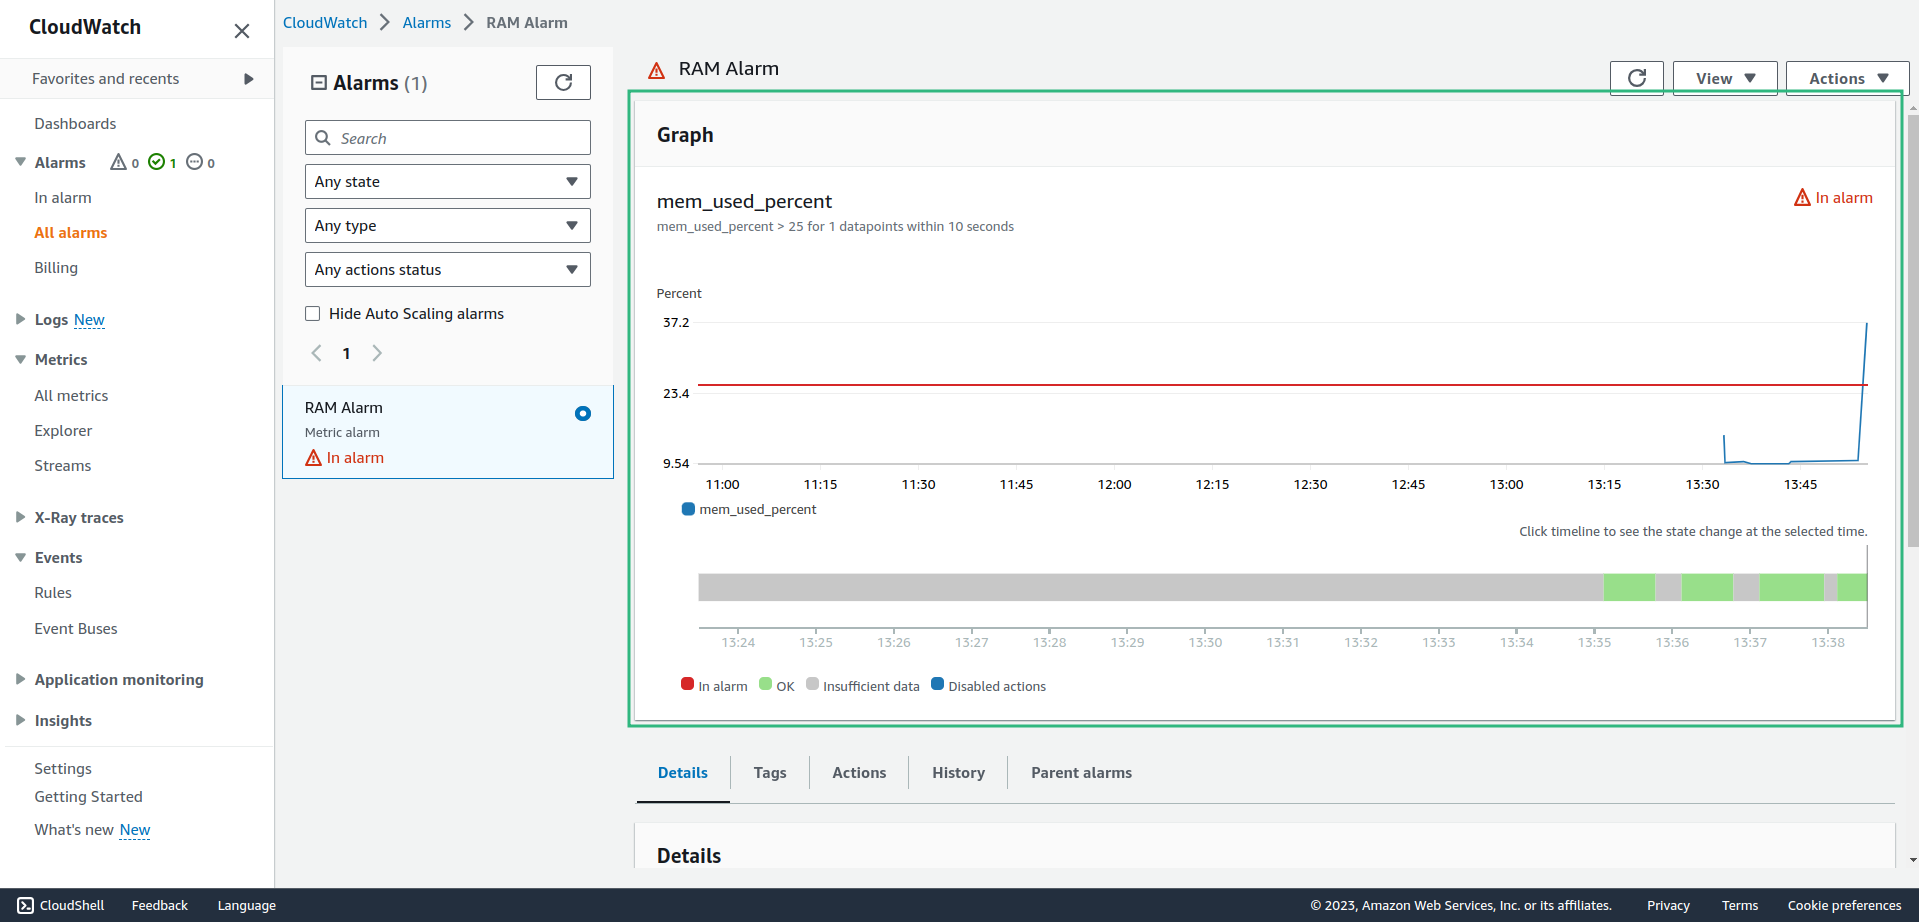 CloudWatch
Favorites and recents
Dashboards
Alarms 0 1 0
In alarm
All alarms
Billing
Logs New
Metrics
All metrics
Explorer
Streams
X-Ray traces
Events
Rules
Event Buses
Application monitoring
Insights
Settings
Getting Started
What's new New
CloudWatch Alarms RAM Alarm
Alarms (1)
Search
Any state
Any type
Any actions status
Hide Auto Scaling alarms
1
RAM Alarm
Metric alarm
In alarm
RAM Alarm
View Actions
Graph
mem_used_percent
In alarm
mem_used_percent > 25 for 1 datapoints within 10 seconds
Percent
37.2
23.4
9.54
11:00 11:15 11:30 11:45 12:00 12:15 12:30 12:45 13:00 13:15 13:30 13:45
mem_used_percent
Click timeline to see the state change at the selected time.
13:24 13:25 13:26 13:27 13:28 13:29 13:30 13:31 13:32 13:33 13:34 13:35 13:36 13:37 13:38
In alarm OK Insufficient data Disabled actions
Details Tags Actions History Parent alarms
Details
CloudShell Feedback Language © 2023, Amazon Web Services, Inc. or its affiliates. Privacy Terms Cookie preferences